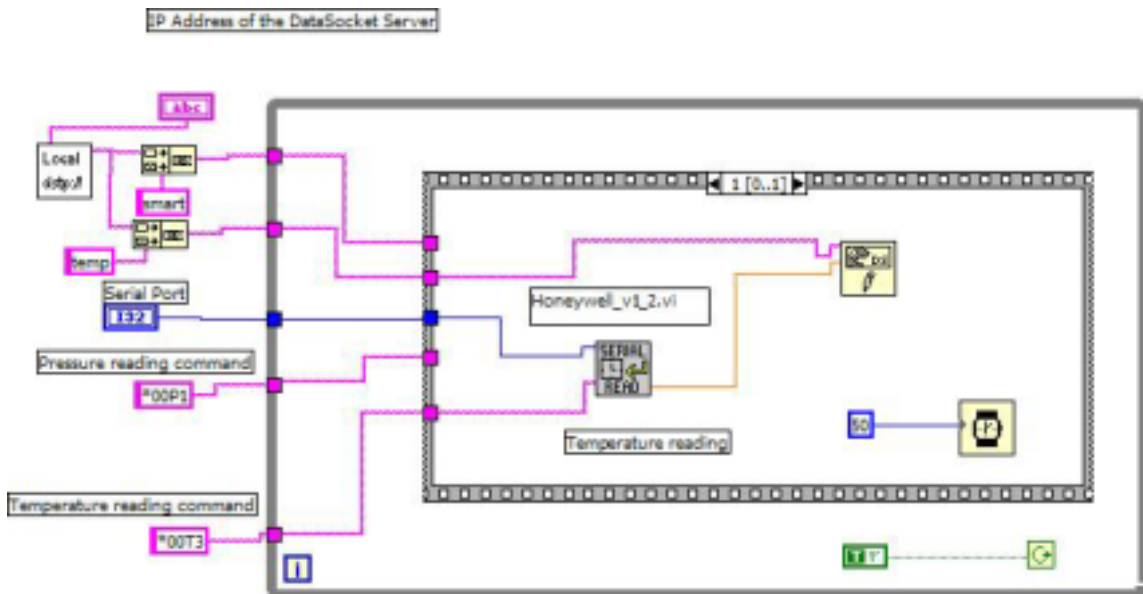 IP Address of the DataSocket Server
abc
Local
dstp://
smart
temp
Serial Port
I32
Pressure reading command
*00P1
Temperature reading command
*00T3
1 [0..1]
Honeywell_v1_2.vi
SERIAL
READ
Temperature reading
50
i